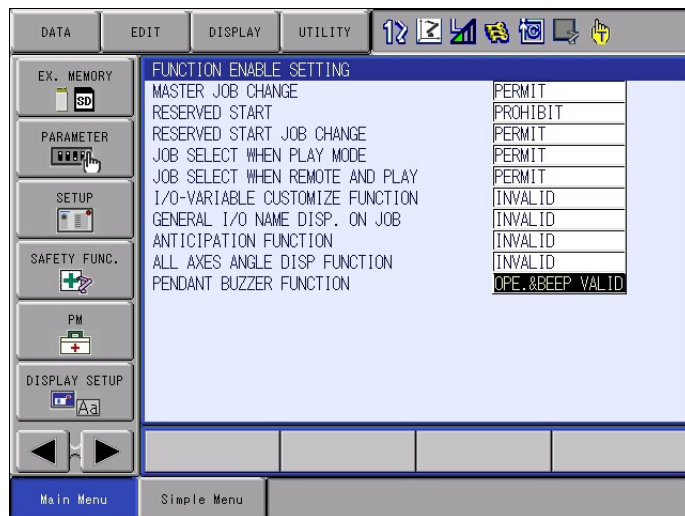 DATA
EDIT
DISPLAY
UTILITY
EX. MEMORY
SD
PARAMETER
SETUP
SAFETY FUNC.
PM
DISPLAY SETUP
Aa
FUNCTION ENABLE SETTING
MASTER JOB CHANGE PERMIT
RESERVED START PROHIBIT
RESERVED START JOB CHANGE PERMIT
JOB SELECT WHEN PLAY MODE PERMIT
JOB SELECT WHEN REMOTE AND PLAY PERMIT
I/O-VARIABLE CUSTOMIZE FUNCTION INVALID
GENERAL I/O NAME DISP. ON JOB INVALID
ANTICIPATION FUNCTION INVALID
ALL AXES ANGLE DISP FUNCTION INVALID
PENDANT BUZZER FUNCTION OPE.&BEEP VALID
Main Menu
Simple Menu